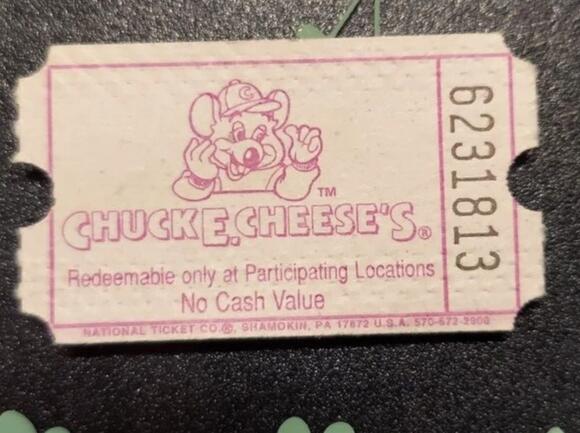 C
TM
CHUCK E. CHEESE'S®
Redeemable only at Participating Locations
No Cash Value
NATIONAL TICKET CO.®, SHAMOKIN, PA 17872 U.S.A. 570-672-2900
6231813